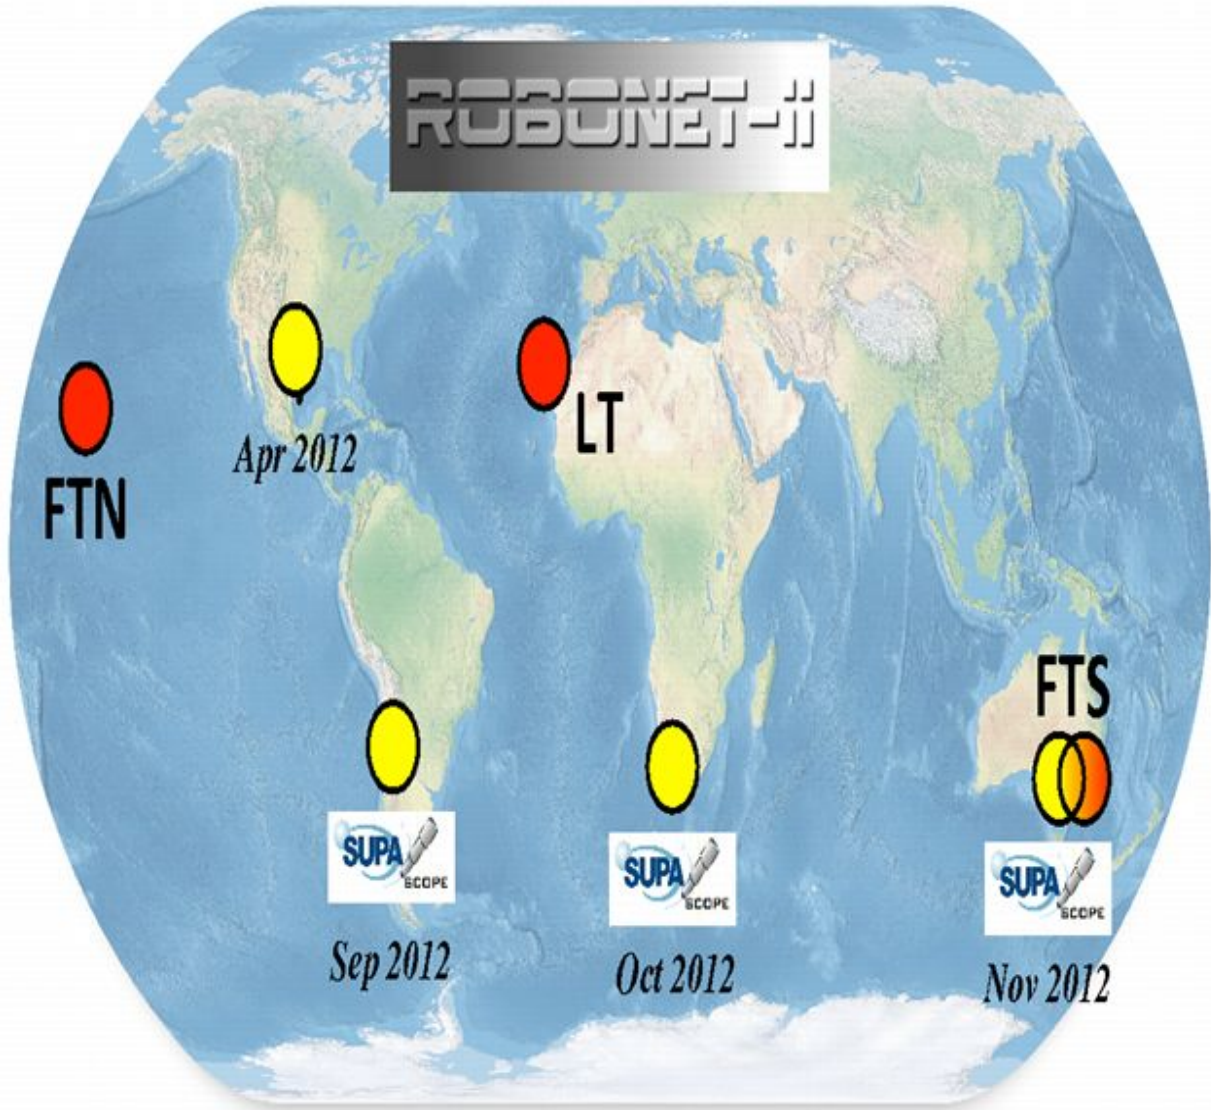 ROBONET-II
Apr 2012
LT
FTN
FTS
SUPA
SCOPE
Sep 2012
SUPA
SCOPE
Oct 2012
SUPA
SCOPE
Nov 2012